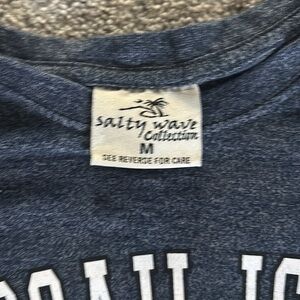 salty wave
Collection
M
SEE REVERSE FOR CARE